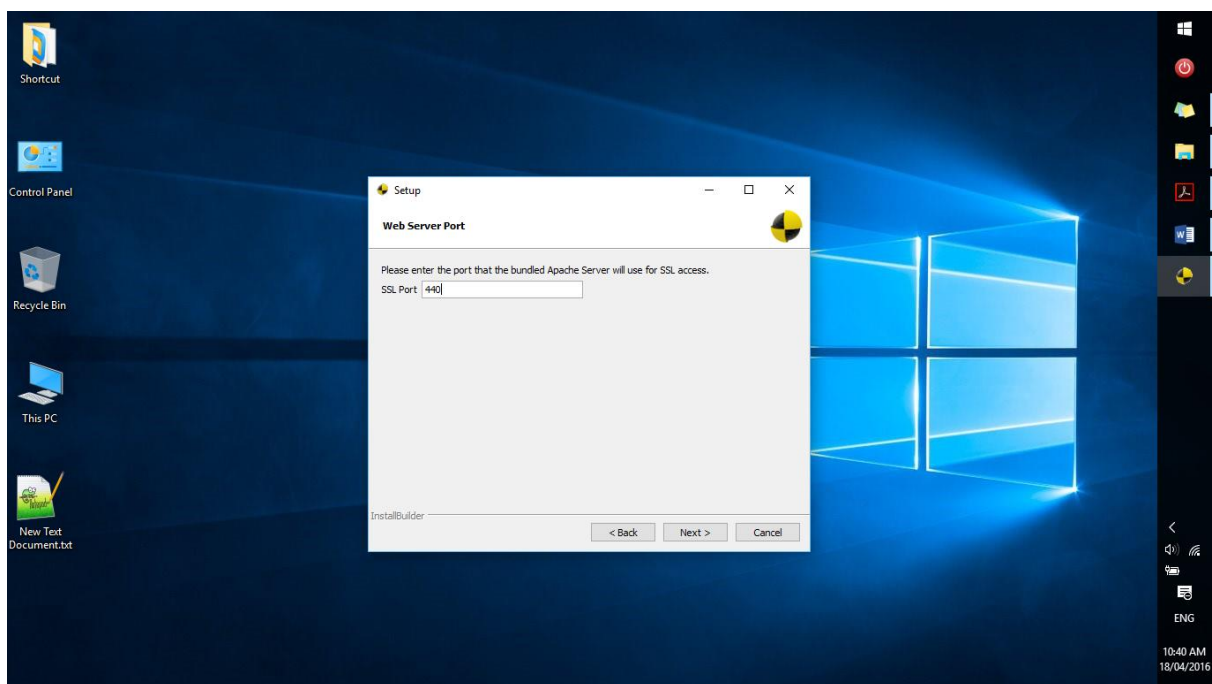 Shortcut
Control Panel
Recycle Bin
This PC
New Text
Document.txt
Setup
Web Server Port
Please enter the port that the bundled Apache Server will use for SSL access.
SSL Port 440
InstallBuilder
< Back Next > Cancel
ENG
10:40 AM
18/04/2016